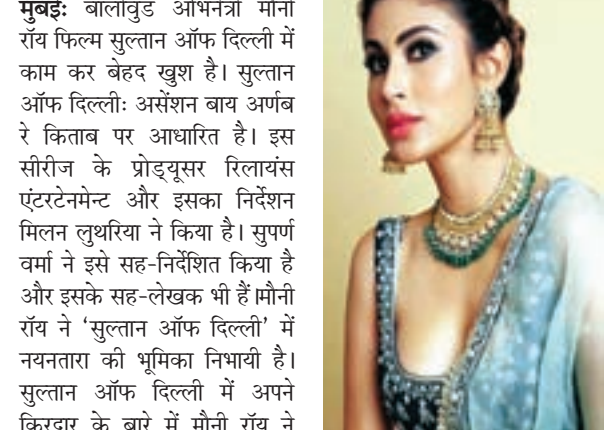 मुंबईः बॉलीवुड अभिनेत्री मौनी
रॉय फिल्म सुल्तान ऑफ दिल्ली में
काम कर बेहद खुश है। सुल्तान
ऑफ दिल्लीः असेंशन बाय अर्णब
रे किताब पर आधारित है। इस
सीरीज के प्रोड्यूसर रिलायंस
एंटरटेनमेन्ट और इसका निर्देशन
मिलन लुथरिया ने किया है। सुपर्ण
वर्मा ने इसे सह-निर्देशित किया है
और इसके सह-लेखक भी हैं।मौनी
रॉय ने ‘सुल्तान ऑफ दिल्ली’ में
नयनतारा की भूमिका निभायी है।
सुल्तान ऑफ दिल्ली में अपने
किरदार के बारे में मौनी रॉय ने